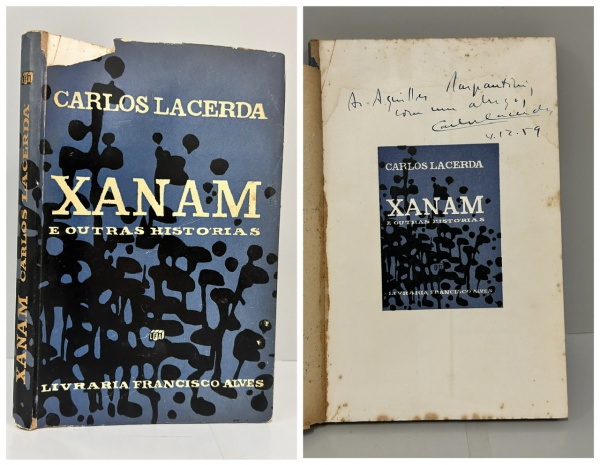 CARLOS LACERDA
XANAM
E OUTRAS HISTÓRIAS
LIVRARIA FRANCISCO ALVES
XANAM CARLOS LACERDA
Ao Aquilles
com um abraço,
Carlos Lacerda
4.12.59
CARLOS LACERDA
XANAM
E OUTRAS HISTÓRIAS
LIVRARIA FRANCISCO ALVES